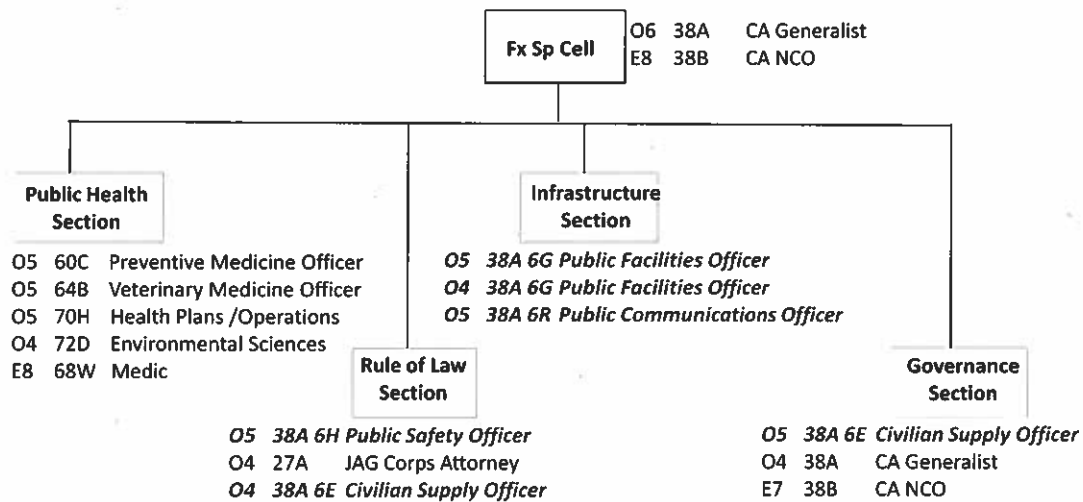 Fx Sp Cell
O6 38A CA Generalist
E8 38B CA NCO
Public Health
Section
O5 60C Preventive Medicine Officer
O5 64B Veterinary Medicine Officer
O5 70H Health Plans /Operations
O4 72D Environmental Sciences
E8 68W Medic
Rule of Law
Section
O5 38A 6H Public Safety Officer
O4 27A JAG Corps Attorney
O4 38A 6E Civilian Supply Officer
Infrastructure
Section
O5 38A 6G Public Facilities Officer
O4 38A 6G Public Facilities Officer
O5 38A 6R Public Communications Officer
Governance
Section
O5 38A 6E Civilian Supply Officer
O4 38A CA Generalist
E7 38B CA NCO